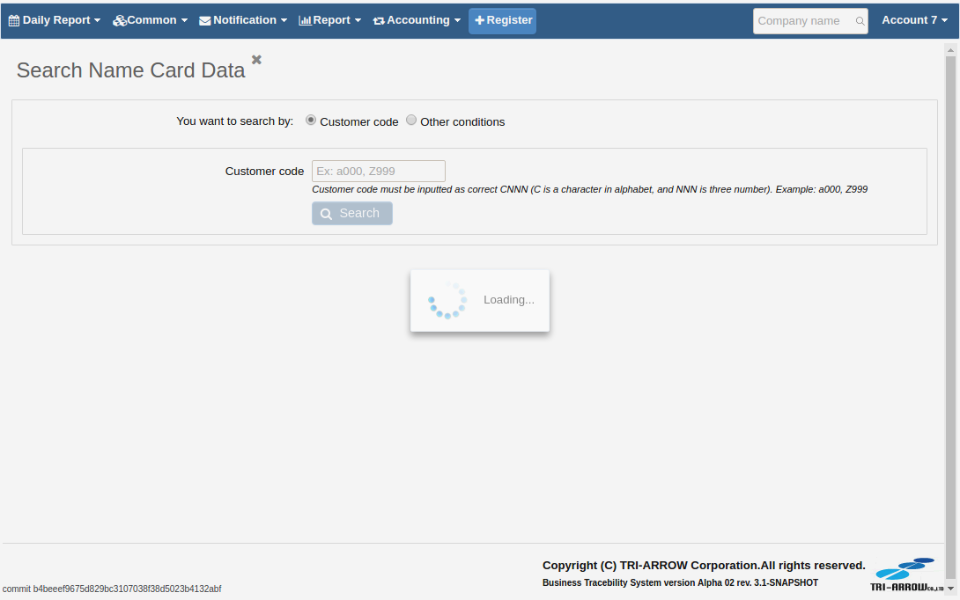 Daily Report Common Notification Report Accounting Register Company name Account 7
Search Name Card Data
You want to search by: Customer code Other conditions
Customer code Ex: a000, Z999
Customer code must be inputted as correct CNNN (C is a character in alphabet, and NNN is three number). Example: a000, Z999
Search
Loading...
Copyright (C) TRI-ARROW Corporation.All rights reserved.
Business Tracebility System version Alpha 02 rev. 3.1-SNAPSHOT
TRI-ARROW CO.,LTD
commit b4beeef9675d829bc3107038f38d5023b4132abf